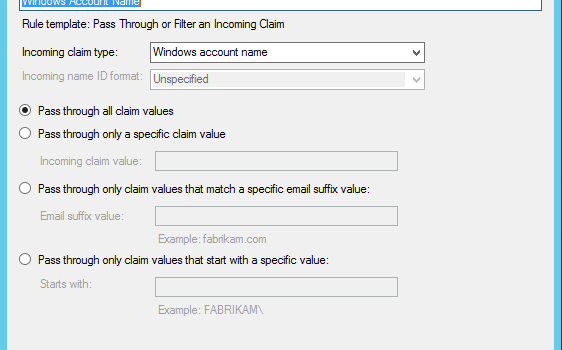 Windows Account Name
Rule template: Pass Through or Filter an Incoming Claim
Incoming claim type: Windows account name
Incoming name ID format: Unspecified
Pass through all claim values
Pass through only a specific claim value
Incoming claim value:
Pass through only claim values that match a specific email suffix value:
Email suffix value:
Example: fabrikam.com
Pass through only claim values that start with a specific value:
Starts with:
Example: FABRIKAM\